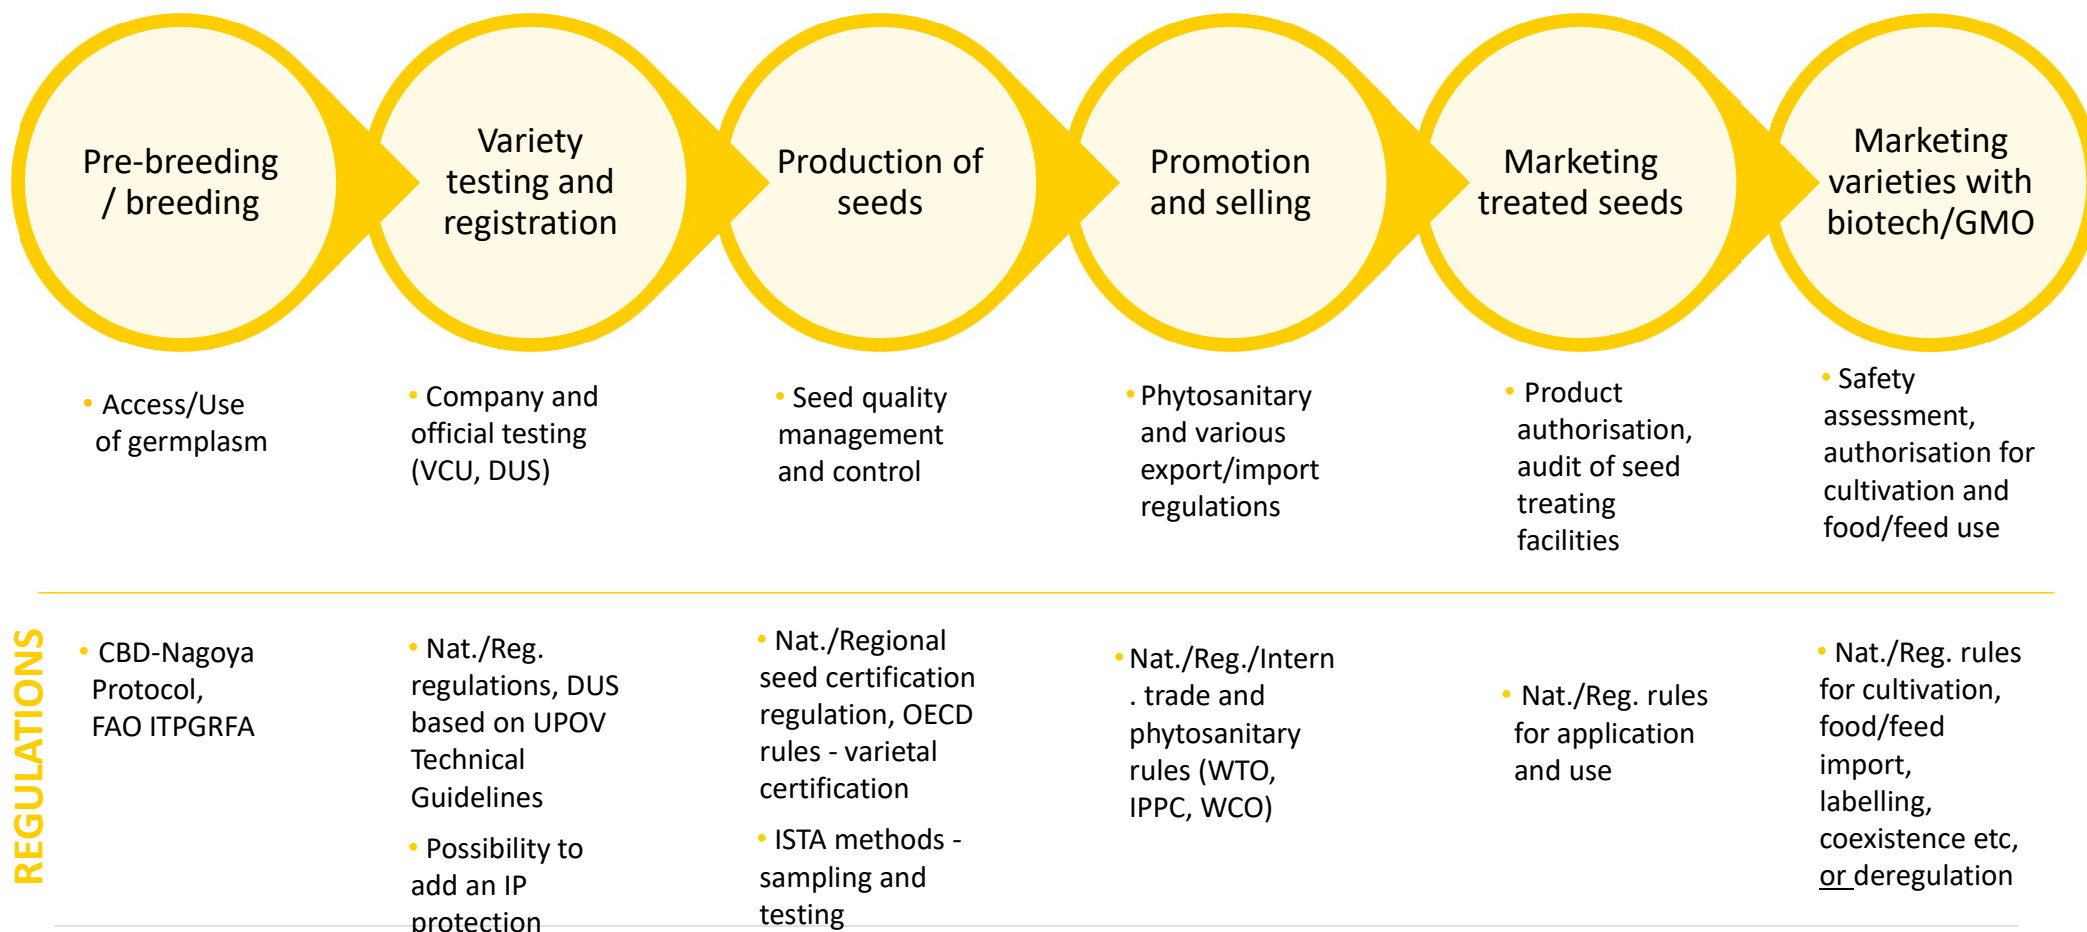 Pre-breeding
/ breeding
Variety
testing and
registration
Production of
seeds
Promotion
and selling
Marketing
treated seeds
Marketing
varieties with
biotech/GMO
• Access/Use
of germplasm
• Company and
official testing
(VCU, DUS)
• Seed quality
management
and control
• Phytosanitary
and various
export/import
regulations
• Product
authorisation,
audit of seed
treating
facilities
• Safety
assessment,
authorisation for
cultivation and
food/feed use
REGULATIONS
• CBD-Nagoya
Protocol,
FAO ITPGRFA
• Nat./Reg.
regulations, DUS
based on UPOV
Technical
Guidelines
• Possibility to
add an IP
protection
• Nat./Regional
seed certification
regulation, OECD
rules - varietal
certification
• ISTA methods -
sampling and
testing
• Nat./Reg./Intern
. trade and
phytosanitary
rules (WTO,
IPPC, WCO)
• Nat./Reg. rules
for application
and use
• Nat./Reg. rules
for cultivation,
food/feed
import,
labelling,
coexistence etc,
or deregulation